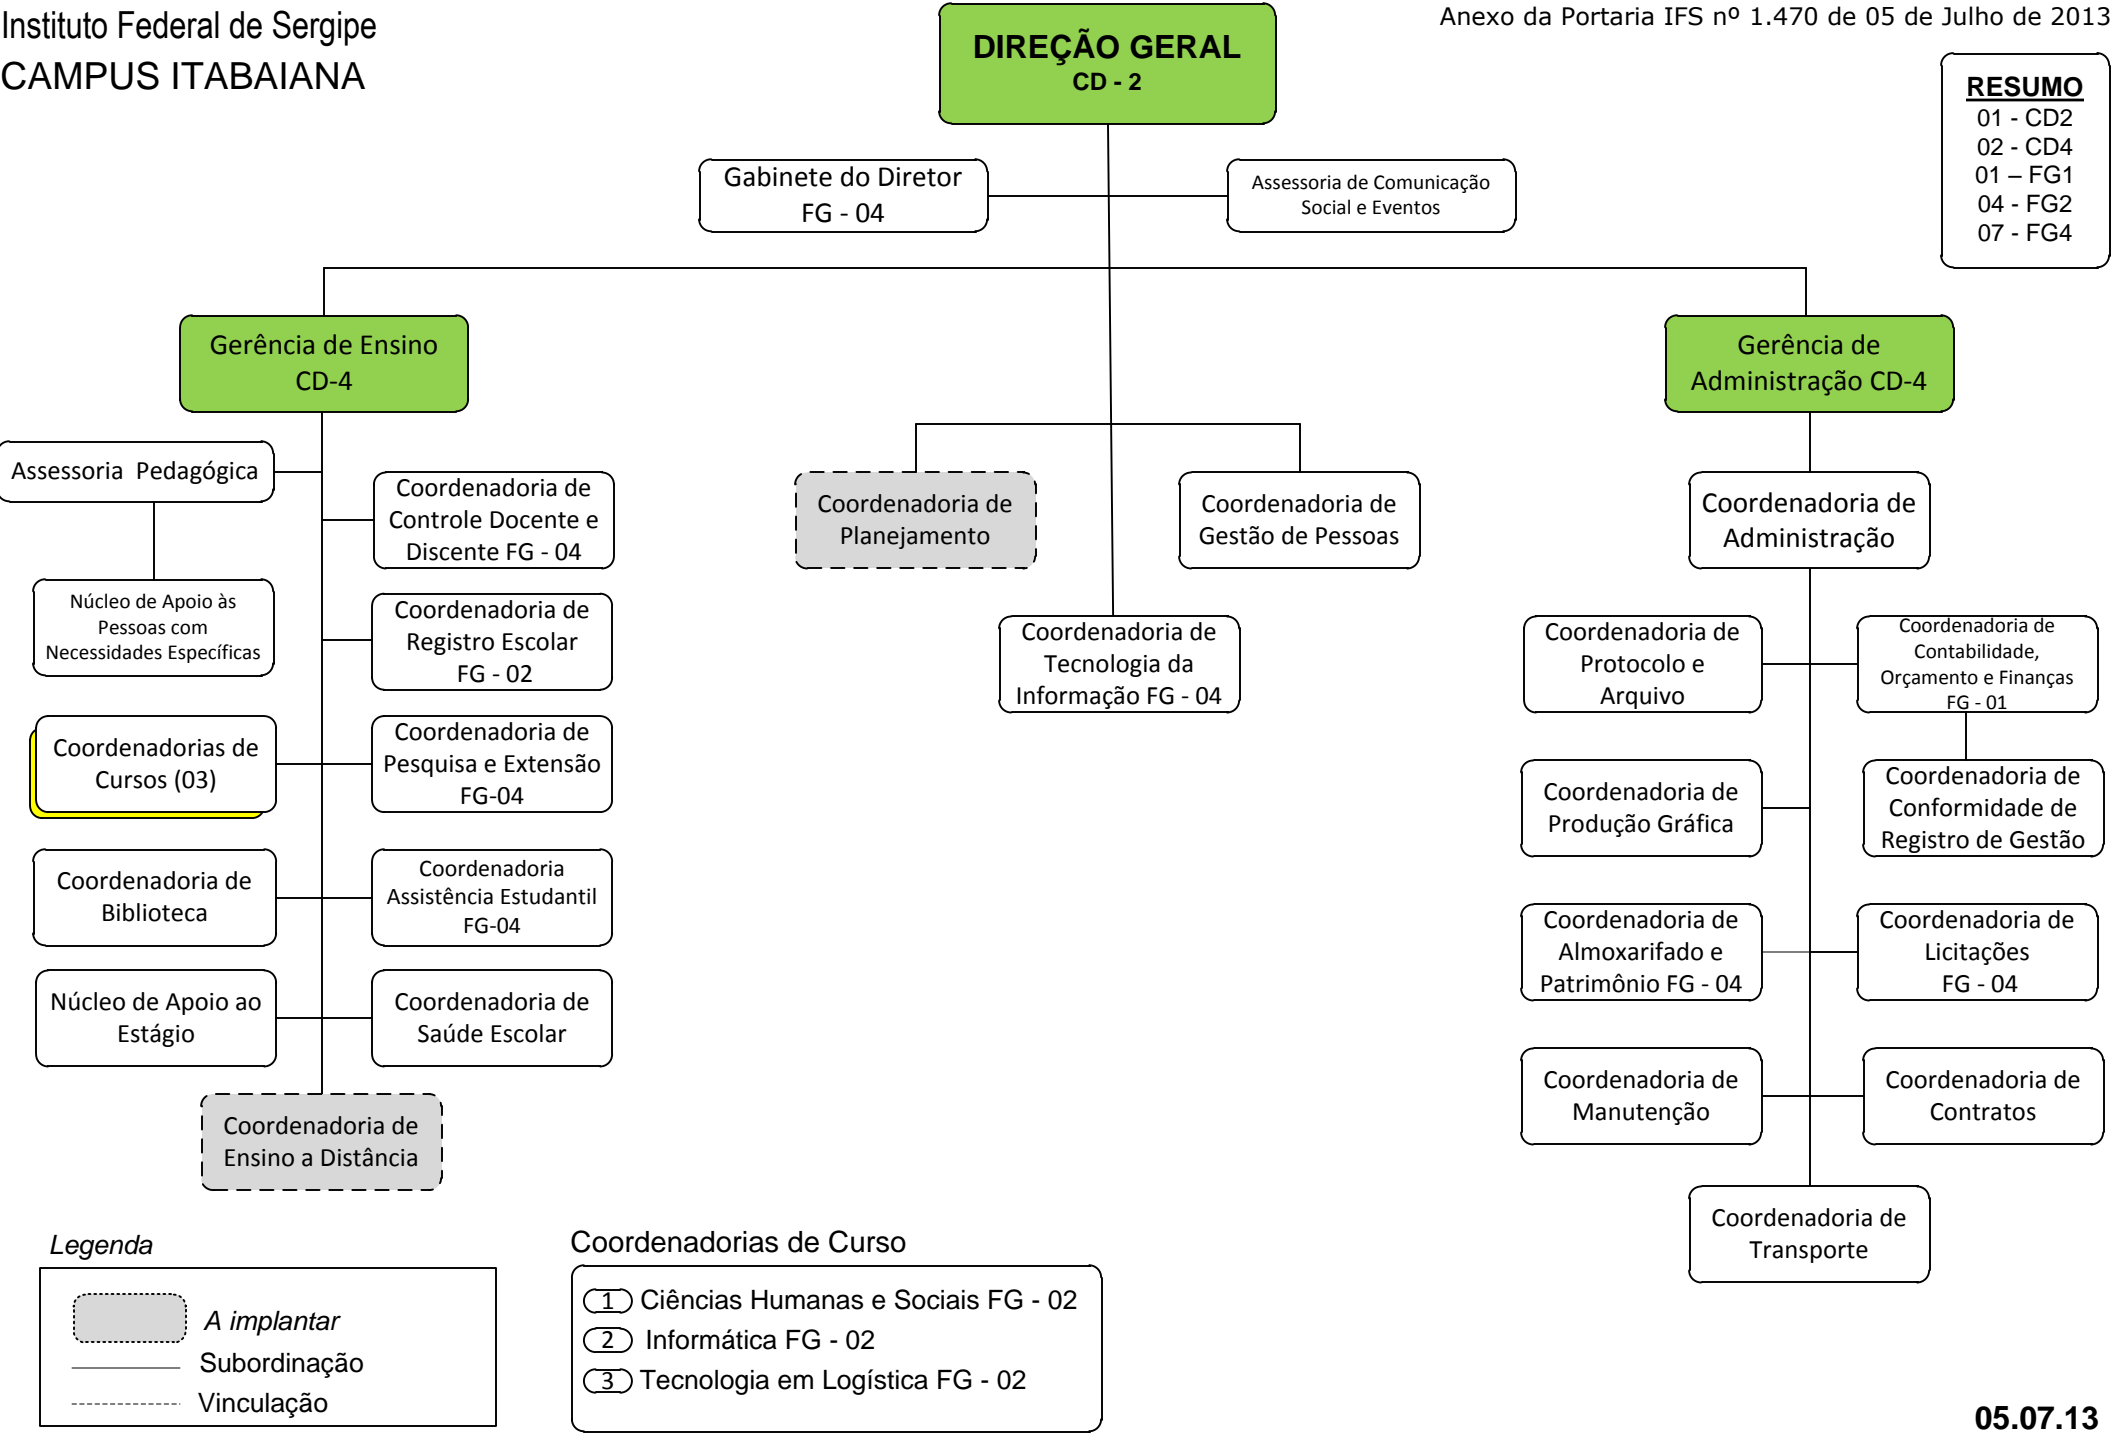 Instituto Federal de Sergipe
CAMPUS ITABAIANA
Anexo da Portaria IFS nº 1.470 de 05 de Julho de 2013
DIREÇÃO GERAL
CD - 2
RESUMO
01 - CD2
02 - CD4
01 – FG1
04 - FG2
07 - FG4
Gabinete do Diretor
FG - 04
Assessoria de Comunicação
Social e Eventos
Gerência de Ensino
CD-4
Gerência de
Administração CD-4
Assessoria  Pedagógica
Coordenadoria de
Controle Docente e
Discente FG - 04
Núcleo de Apoio às
Pessoas com
Necessidades Específicas
Coordenadoria de
Registro Escolar
FG - 02
Coordenadorias de
Cursos (03)
Coordenadoria de
Pesquisa e Extensão
FG-04
Coordenadoria de
Biblioteca
Coordenadoria
Assistência Estudantil
FG-04
Núcleo de Apoio ao
Estágio
Coordenadoria de
Saúde Escolar
Coordenadoria de
Ensino a Distância
Coordenadoria de
Planejamento
Coordenadoria de
Gestão de Pessoas
Coordenadoria de
Tecnologia da
Informação FG - 04
Coordenadoria de
Administração
Coordenadoria de
Protocolo e
Arquivo
Coordenadoria de
Contabilidade,
Orçamento e Finanças
FG - 01
Coordenadoria de
Produção Gráfica
Coordenadoria de
Conformidade de
Registro de Gestão
Coordenadoria de
Almoxarifado e
Patrimônio FG - 04
Coordenadoria de
Licitações
FG - 04
Coordenadoria de
Manutenção
Coordenadoria de
Contratos
Coordenadoria de
Transporte
Legenda
A implantar
Subordinação
Vinculação
Coordenadorias de Curso
1 Ciências Humanas e Sociais FG - 02
2 Informática FG - 02
3 Tecnologia em Logística FG - 02
05.07.13